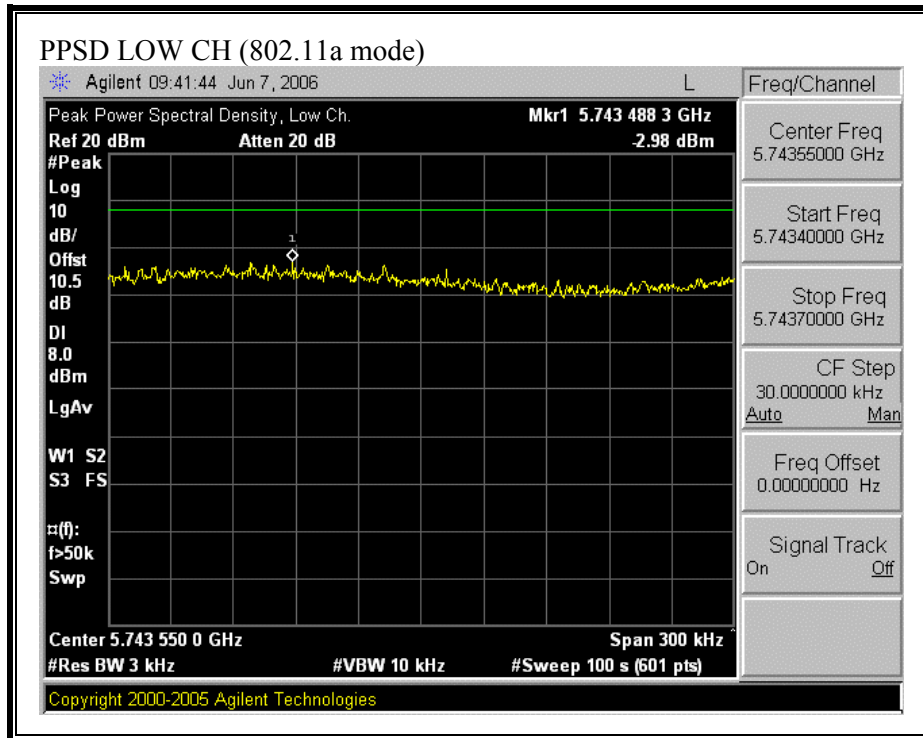 PPSD LOW CH (802.11a mode)
Agilent 09:41:44 Jun 7, 2006 L
Peak Power Spectral Density, Low Ch. Mkr1 5.743 488 3 GHz
Ref 20 dBm Atten 20 dB -2.98 dBm
#Peak
Log
10
dB/
Offst
10.5
dB
DI
8.0
dBm
LgAv
W1 S2
S3 FS
¤(f):
f>50k
Swp
1
Center 5.743 550 0 GHz Span 300 kHz ^
#Res BW 3 kHz #VBW 10 kHz #Sweep 100 s (601 pts)
Copyright 2000-2005 Agilent Technologies
Freq/Channel
Center Freq
5.74355000 GHz
Start Freq
5.74340000 GHz
Stop Freq
5.74370000 GHz
CF Step
30.0000000 kHz
Auto Man
Freq Offset
0.00000000 Hz
Signal Track
On Off